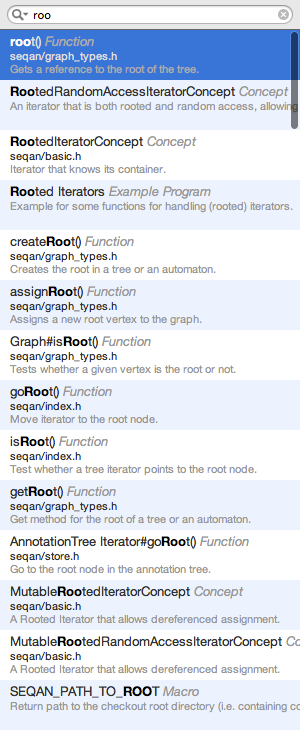 roo
root() Function
seqan/graph_types.h
Gets a reference to the root of the tree.
RootedRandomAccessIteratorConcept Concept
An iterator that is both rooted and random access, allowing
RootedIteratorConcept Concept
seqan/basic.h
Iterator that knows its container.
Rooted Iterators Example Program
Example for some functions for handling (rooted) iterators.
createRoot() Function
seqan/graph_types.h
Creates the root in a tree or an automaton.
assignRoot() Function
seqan/graph_types.h
Assigns a new root vertex to the graph.
Graph#isRoot() Function
seqan/graph_types.h
Tests whether a given vertex is the root or not.
goRoot() Function
seqan/index.h
Move iterator to the root node.
isRoot() Function
seqan/index.h
Test whether a tree iterator points to the root node.
getRoot() Function
seqan/graph_types.h
Get method for the root of a tree or an automaton.
AnnotationTree Iterator#goRoot() Function
seqan/store.h
Go to the root node in the annotation tree.
MutableRootedIteratorConcept Concept
seqan/basic.h
A Rooted Iterator that allows dereferenced assignment.
MutableRootedRandomAccessIteratorConcept Co
seqan/basic.h
A Rooted Iterator that allows dereferenced assignment.
SEQAN_PATH_TO_ROOT Macro
Return path to the checkout root directory (i.e. containing co